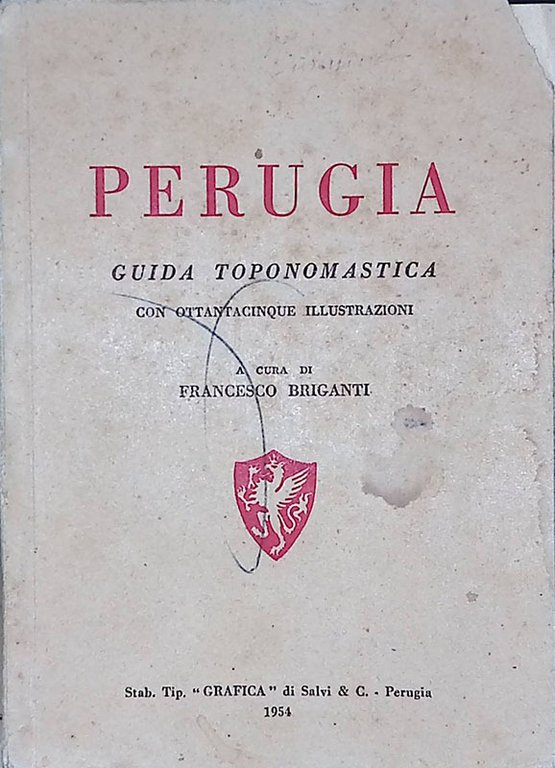 PERUGIA
GUIDA TOPONOMASTICA
CON OTTANTACINQUE ILLUSTRAZIONI
A CURA DI
FRANCESCO BRIGANTI
Stab. Tip. "GRAFICA" di Salvi & C. - Perugia
1954